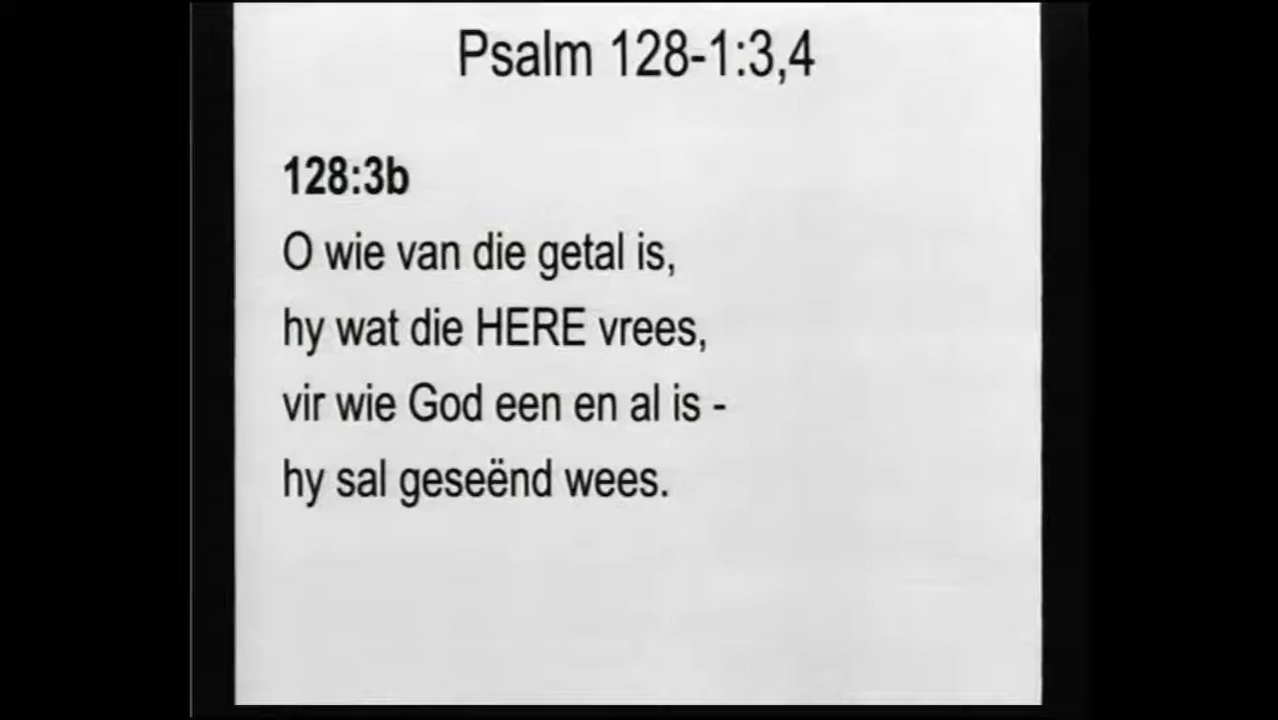 Psalm 128-1:3,4
128:3b
O wie van die getal is,
hy wat die HERE vrees,
vir wie God een en al is -
hy sal geseënd wees.